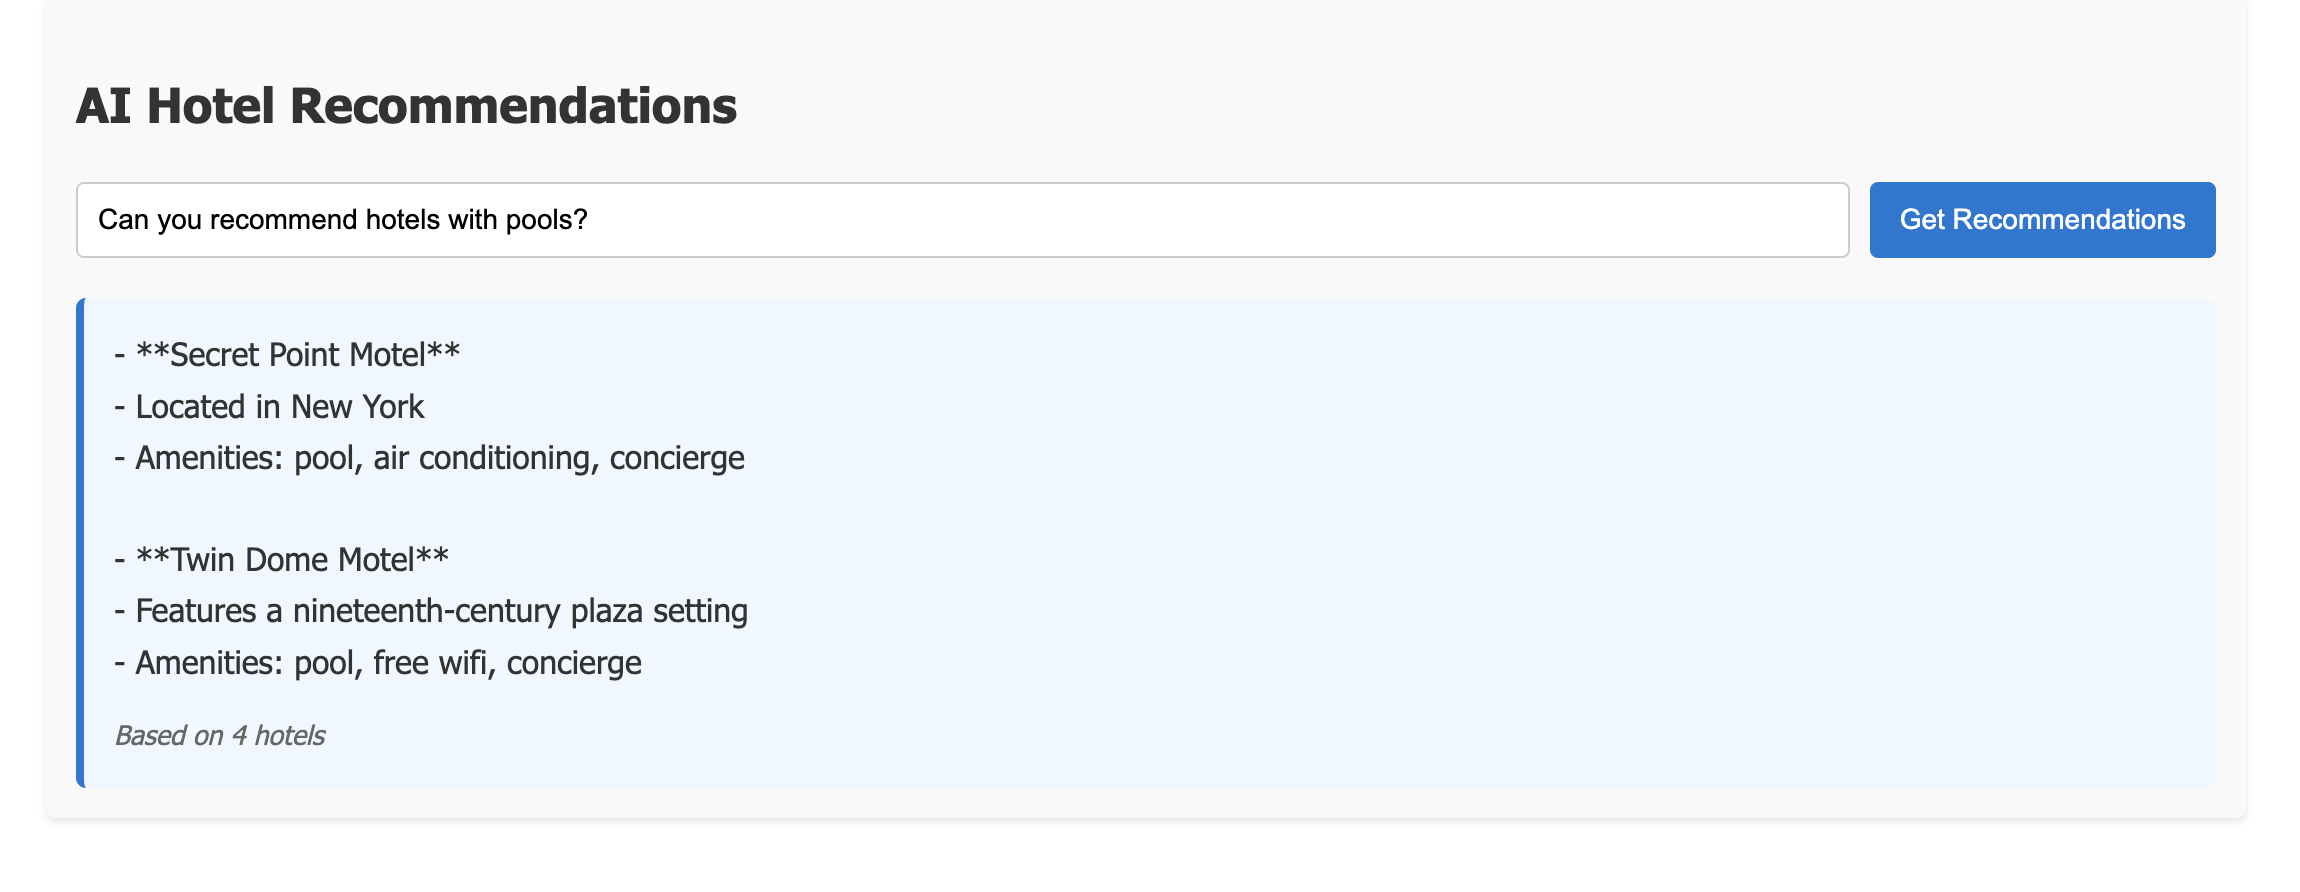 AI Hotel Recommendations
Can you recommend hotels with pools?
Get Recommendations
- **Secret Point Motel**
- Located in New York
- Amenities: pool, air conditioning, concierge
- **Twin Dome Motel**
- Features a nineteenth-century plaza setting
- Amenities: pool, free wifi, concierge
Based on 4 hotels